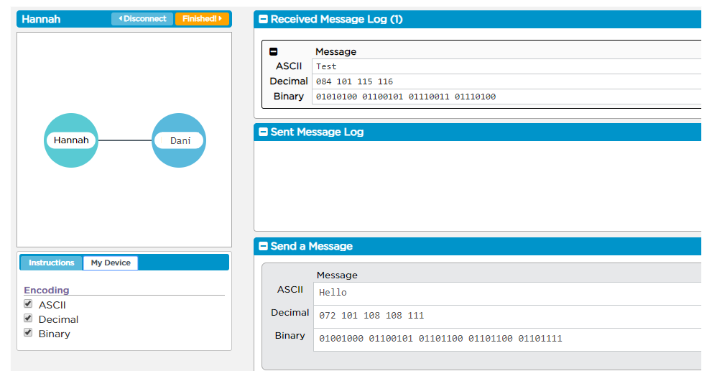 Hannah
Disconnect
Finished!
Hannah
Dani
Instructions
My Device
Encoding
ASCII
Decimal
Binary
Received Message Log (1)
Message
ASCII Test
Decimal 084 101 115 116
Binary 01010100 01100101 01110011 01110100
Sent Message Log
Send a Message
Message
ASCII Hello
Decimal 072 101 108 108 111
Binary 01001000 01100101 01101100 01101100 01101111